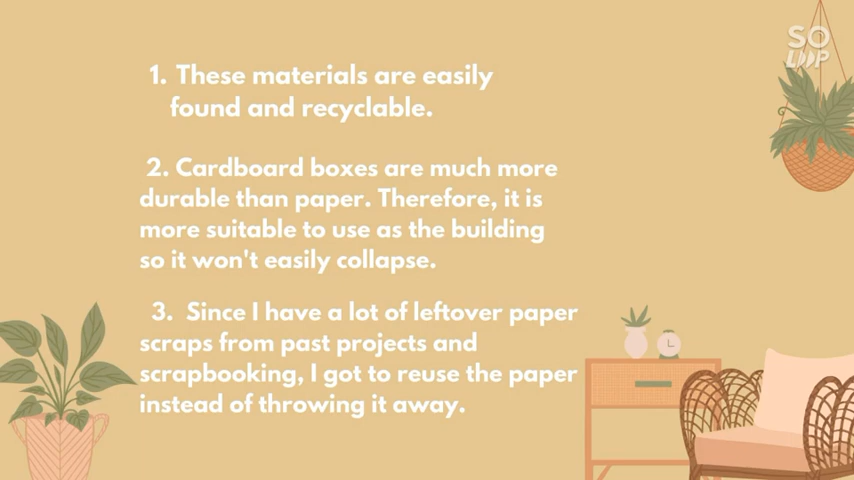 SO
LOOP
1. These materials are easily
found and recyclable.
2. Cardboard boxes are much more
durable than paper. Therefore, it is
more suitable to use as the building
so it won't easily collapse.
3. Since I have a lot of leftover paper
scraps from past projects and
scrapbooking, I got to reuse the paper
instead of throwing it away.